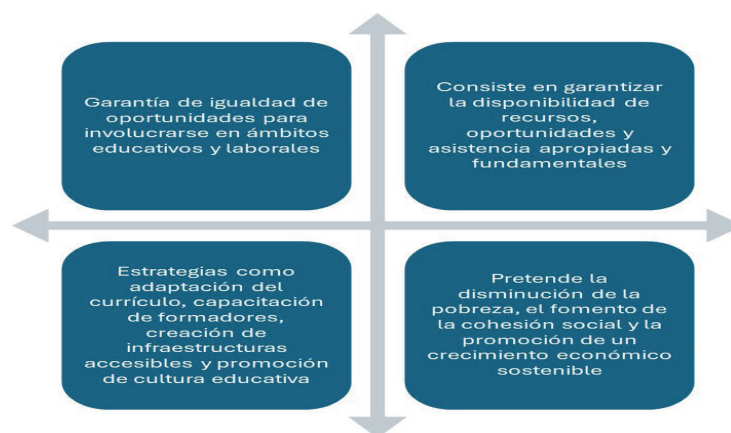 Garantía de igualdad de
oportunidades para
involucrarse en ámbitos
educativos y laborales
Consiste en garantizar
la disponibilidad de
recursos,
oportunidades y
asistencia apropiadas y
fundamentales
Estrategias como
adaptación del
currículo, capacitación
de formadores,
creación de
infraestructuras
accesibles y promoción
de cultura educativa
Pretende la
disminución de la
pobreza, el fomento de
la cohesión social y la
promoción de un
crecimiento económico
sostenible